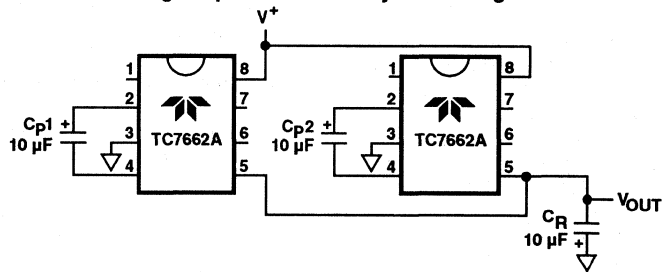 V+
1 8
2 7
CP1 +
10 µF
3 6
TC7662A
4 5
1 8
2 7
CP2 +
10 µF
3 6
TC7662A
4 5
VOUT
CR
10 µF +